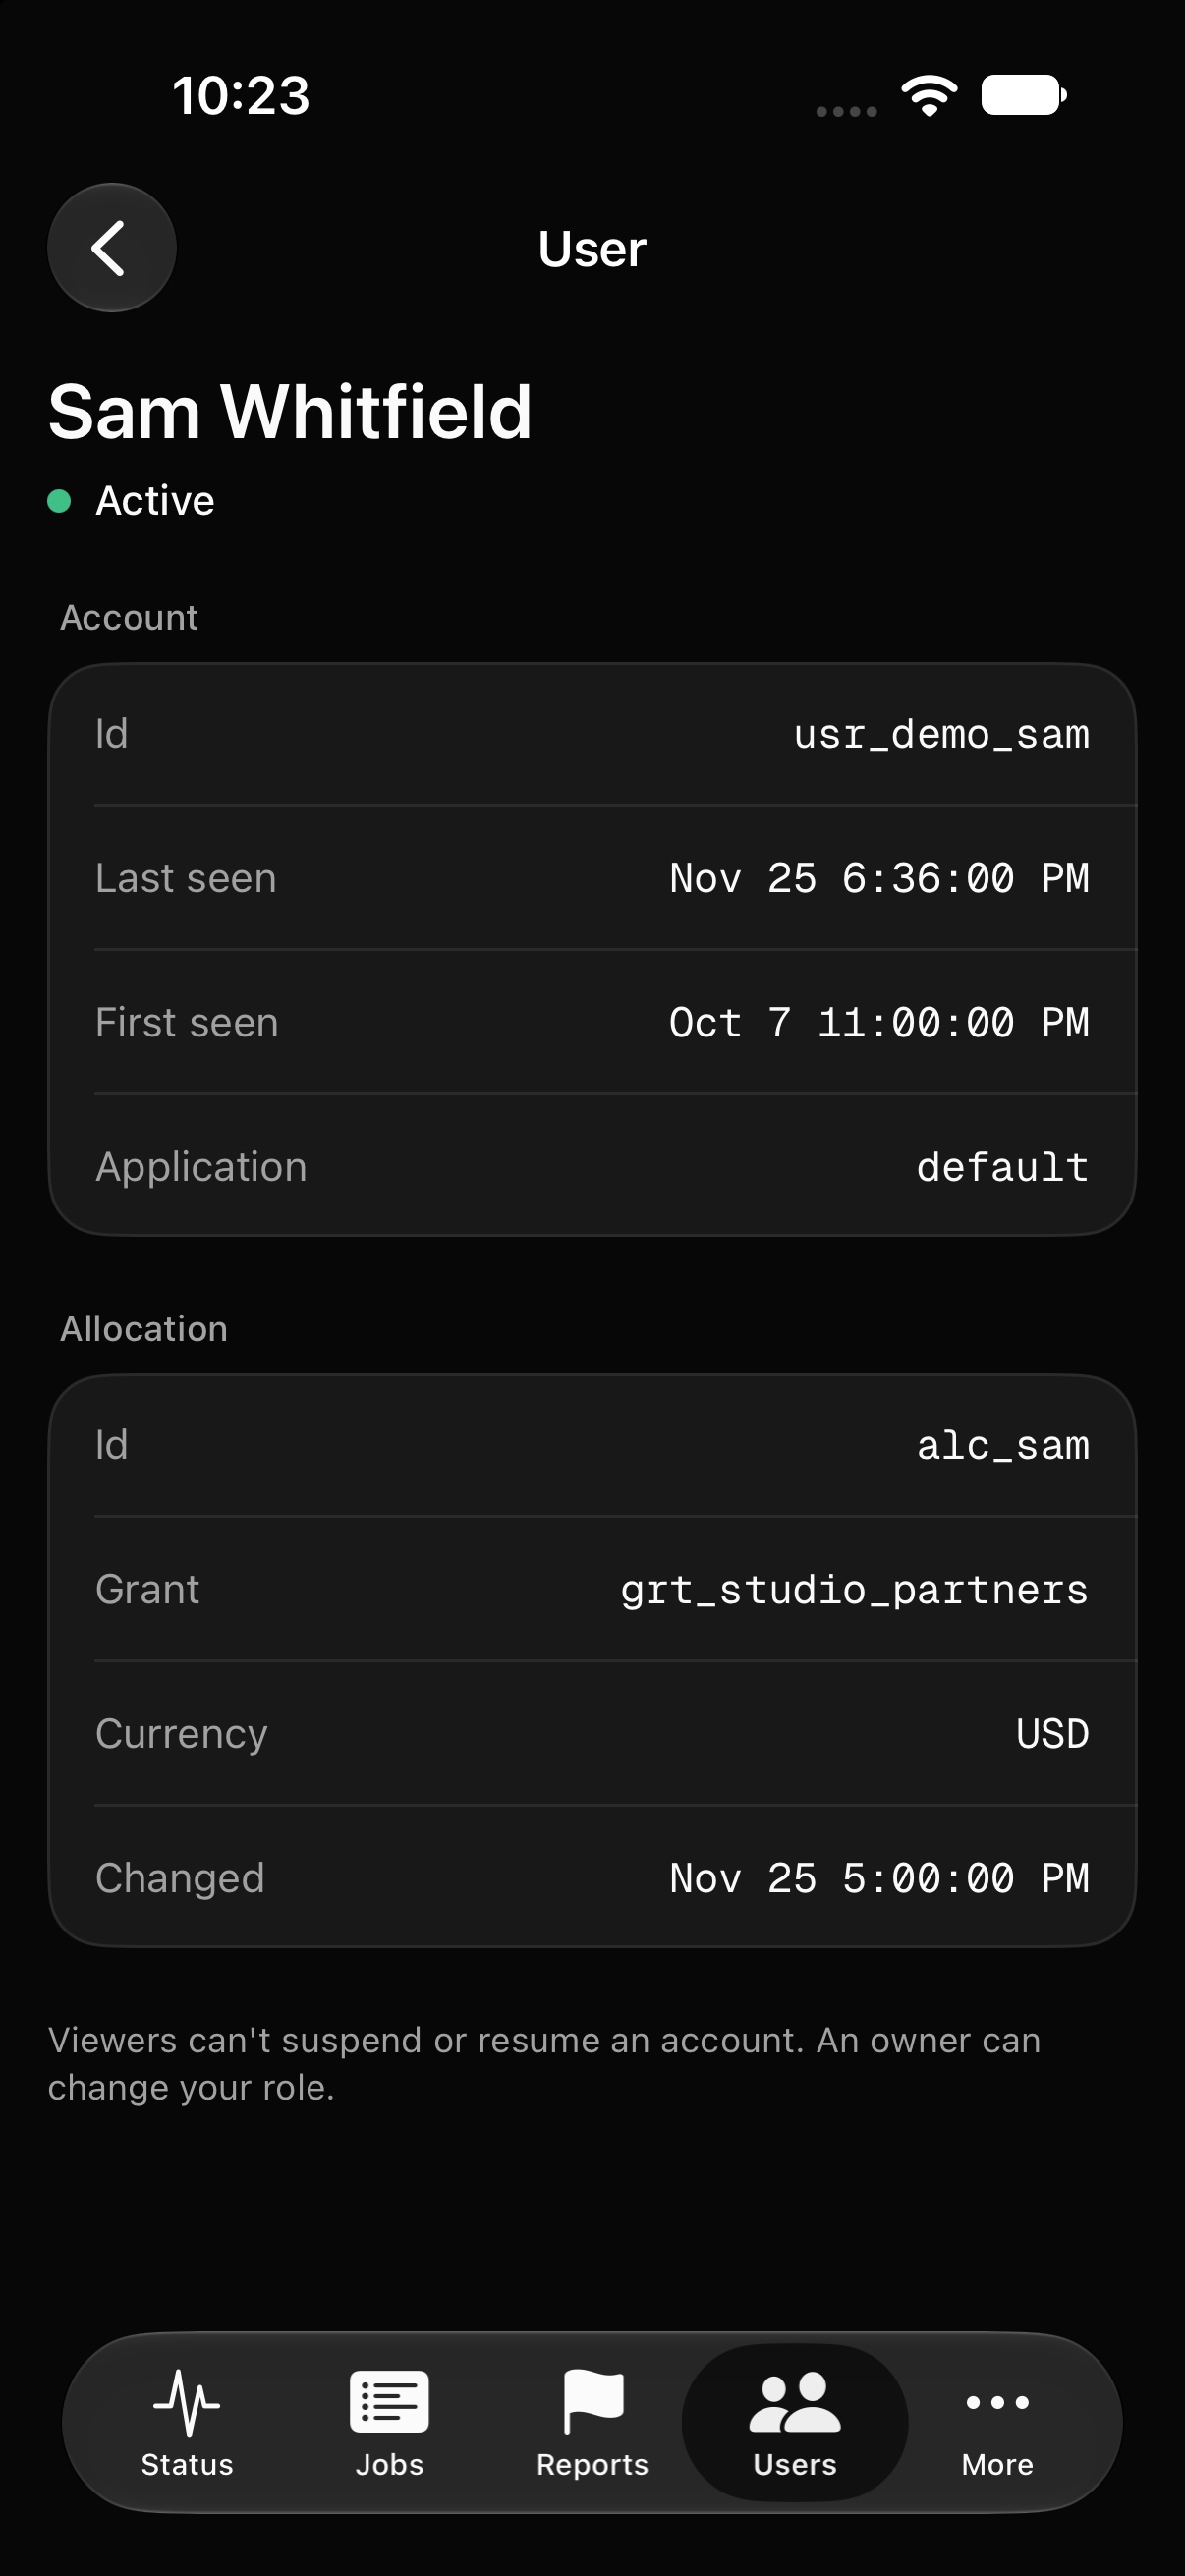 10:23
User
Sam Whitfield
Active
Account
Id usr_demo_sam
Last seen Nov 25 6:36:00 PM
First seen Oct 7 11:00:00 PM
Application default
Allocation
Id alc_sam
Grant grt_studio_partners
Currency USD
Changed Nov 25 5:00:00 PM
Viewers can't suspend or resume an account. An owner can
change your role.
Status Jobs Reports Users More